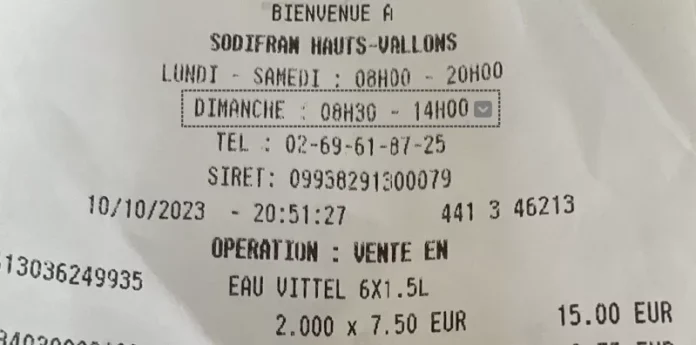 BIENVENUE A
SODIFRAM HAUTS-VALLONS
LUNDI - SAMEDI : 08H00 - 20H00
DIMANCHE : 08H30 - 14H00
TEL : 02-69-61-87-25
SIRET: 09958291300079
10/10/2023 - 20:51:27 441 3 46213
OPERATION : VENTE EN
13036249935 EAU VITTEL 6X1.5L
2.000 x 7.50 EUR 15.00 EUR